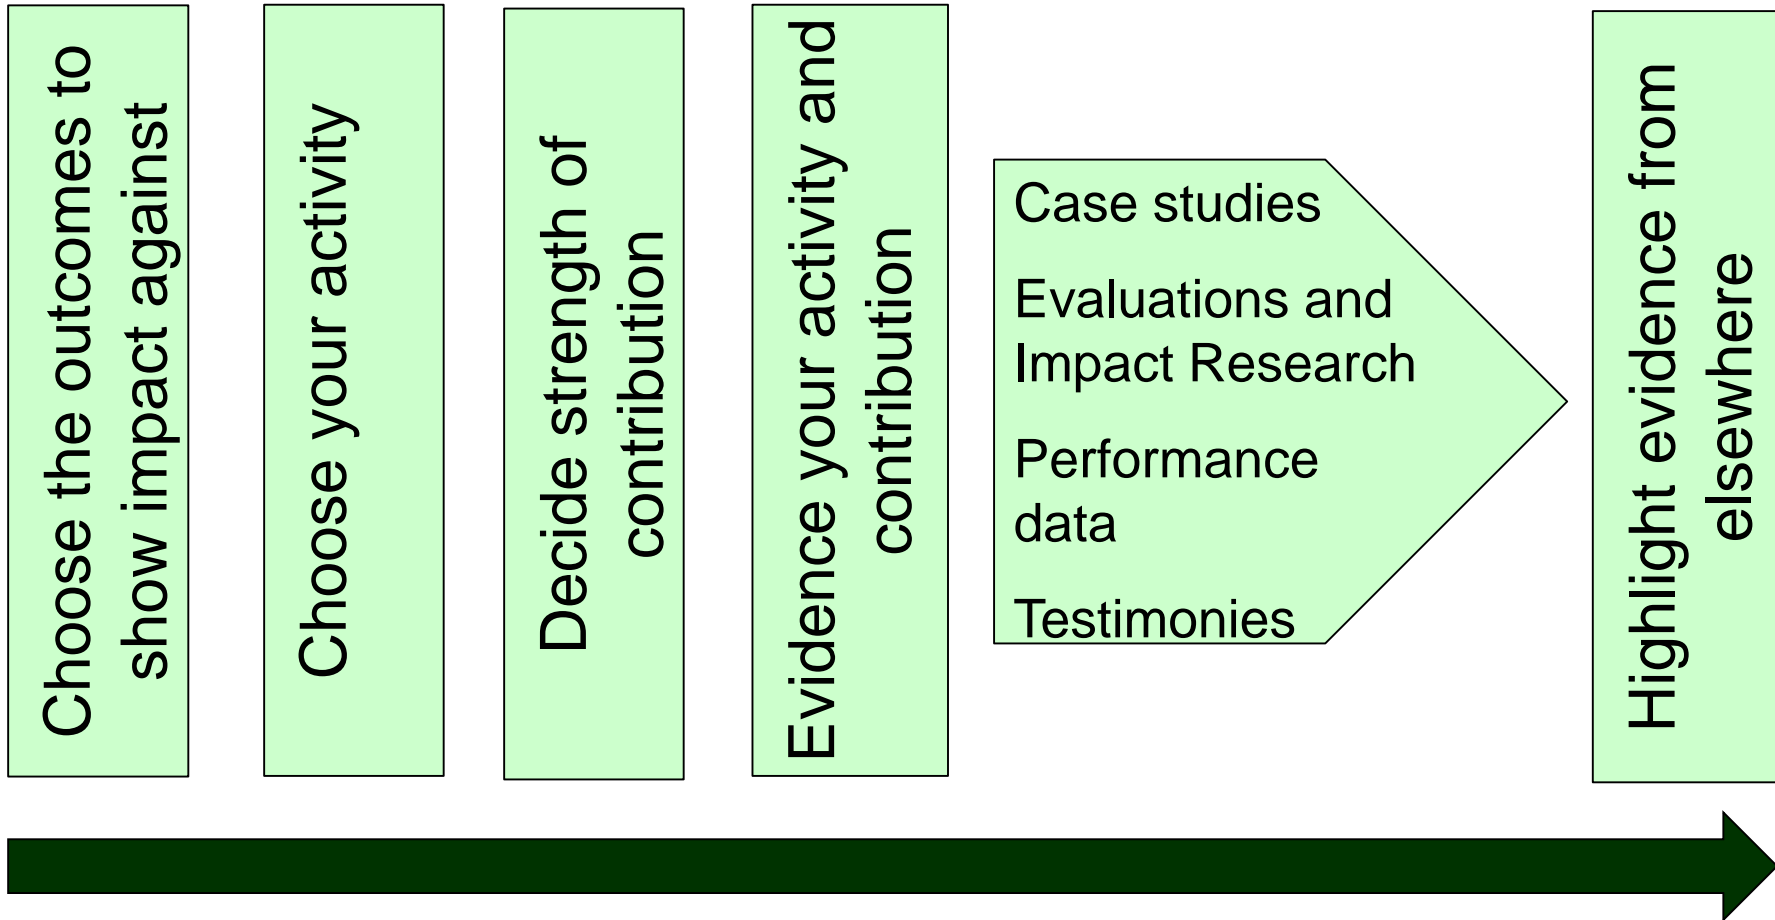 Choose the outcomes to
show impact against
Choose your activity
Decide strength of
contribution
Evidence your activity and
contribution
Case studies
Evaluations and
Impact Research
Performance
data
Testimonies
Highlight evidence from
elsewhere